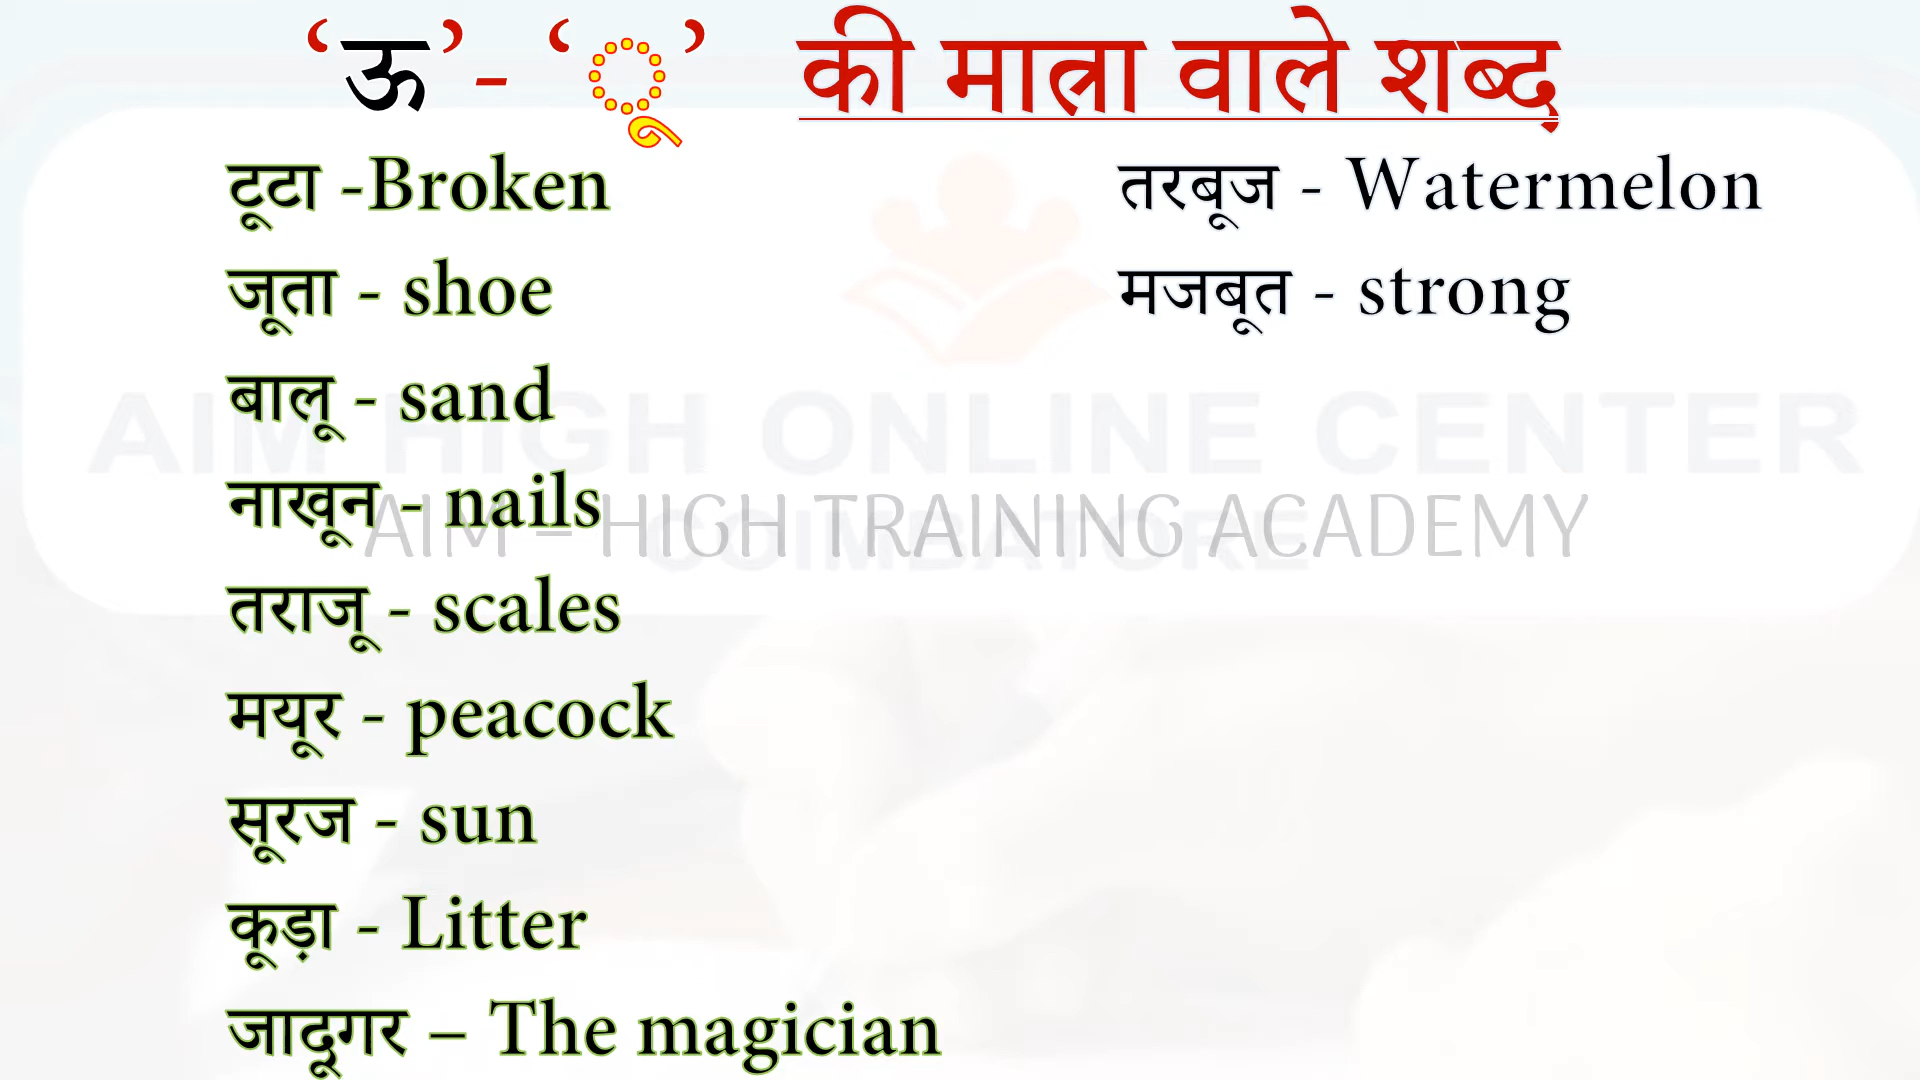 ‘ऊ’ - ‘ू’ की मात्रा वाले शब्द
टूटा -Broken
जूता - shoe
बालू - sand
नाखून - nails
तराजू - scales
मयूर - peacock
सूरज - sun
कूड़ा - Litter
जादूगर – The magician
तरबूज - Watermelon
मजबूत - strong
AIM HIGH ONLINE CENTER
COIMBATORE
AIM – HIGH TRAINING ACADEMY